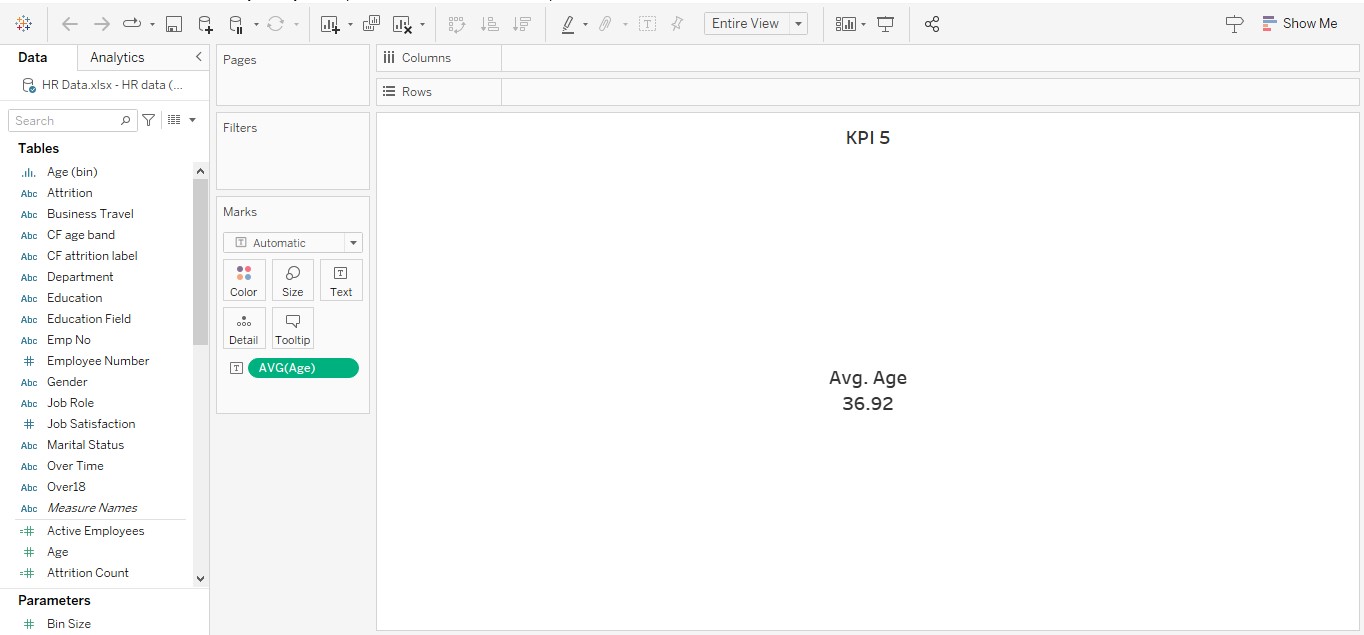 Entire View
Show Me
Data
Analytics
HR Data.xlsx - HR data (...
Search
Tables
Age (bin)
Abc Attrition
Abc Business Travel
Abc CF age band
Abc CF attrition label
Abc Department
Abc Education
Abc Education Field
Abc Emp No
# Employee Number
Abc Gender
Abc Job Role
# Job Satisfaction
Abc Marital Status
Abc Over Time
Abc Over18
Abc Measure Names
=# Active Employees
# Age
=# Attrition Count
Parameters
# Bin Size
Pages
Filters
Marks
T Automatic
Color
Size
T Text
Detail
Tooltip
T AVG(Age)
Columns
Rows
KPI 5
Avg. Age
36.92